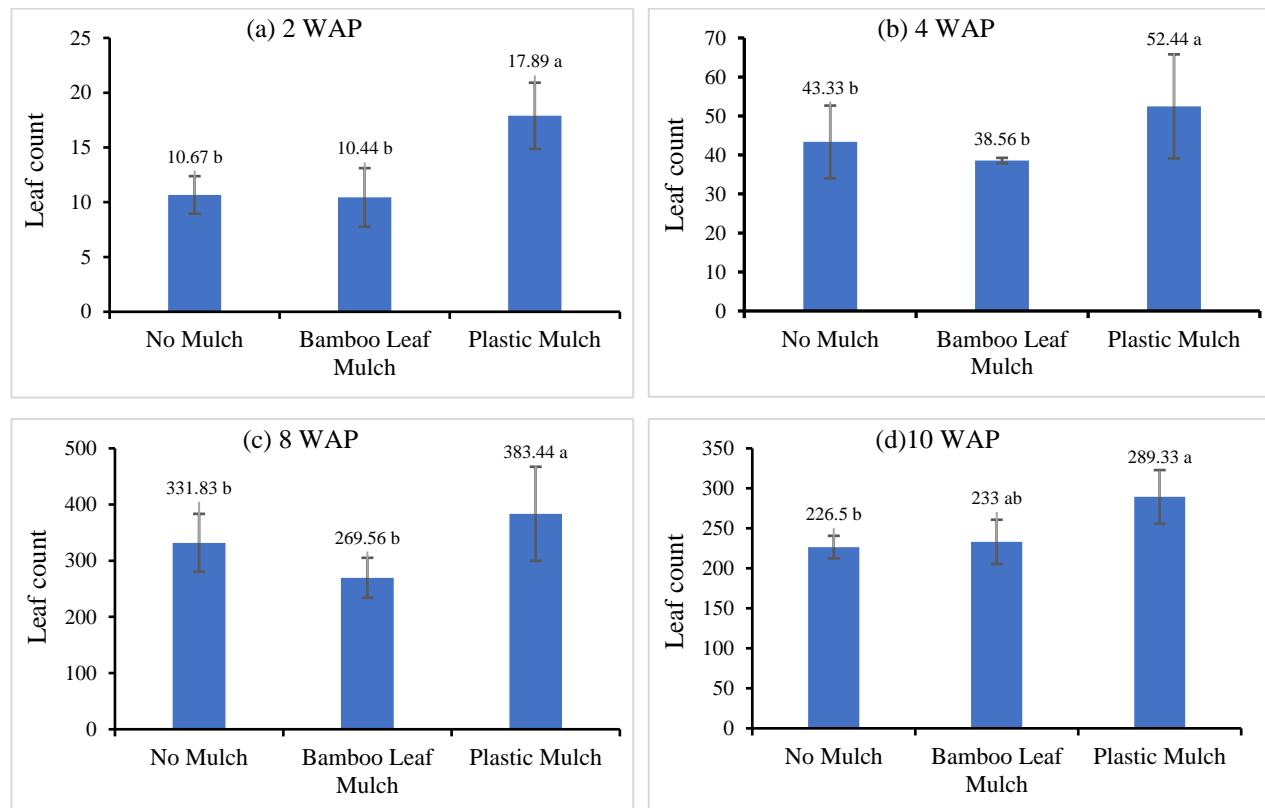 (a) 2 WAP
Leaf count
25
20
15
10
5
0
10.67 b
10.44 b
17.89 a
No Mulch
Bamboo Leaf
Mulch
Plastic Mulch
(b) 4 WAP
Leaf count
70
60
50
40
30
20
10
0
43.33 b
38.56 b
52.44 a
No Mulch
Bamboo Leaf
Mulch
Plastic Mulch
(c) 8 WAP
Leaf count
500
400
300
200
100
0
331.83 b
269.56 b
383.44 a
No Mulch
Bamboo Leaf
Mulch
Plastic Mulch
(d)10 WAP
Leaf count
350
300
250
200
150
100
50
0
226.5 b
233 ab
289.33 a
No Mulch
Bamboo Leaf
Mulch
Plastic Mulch